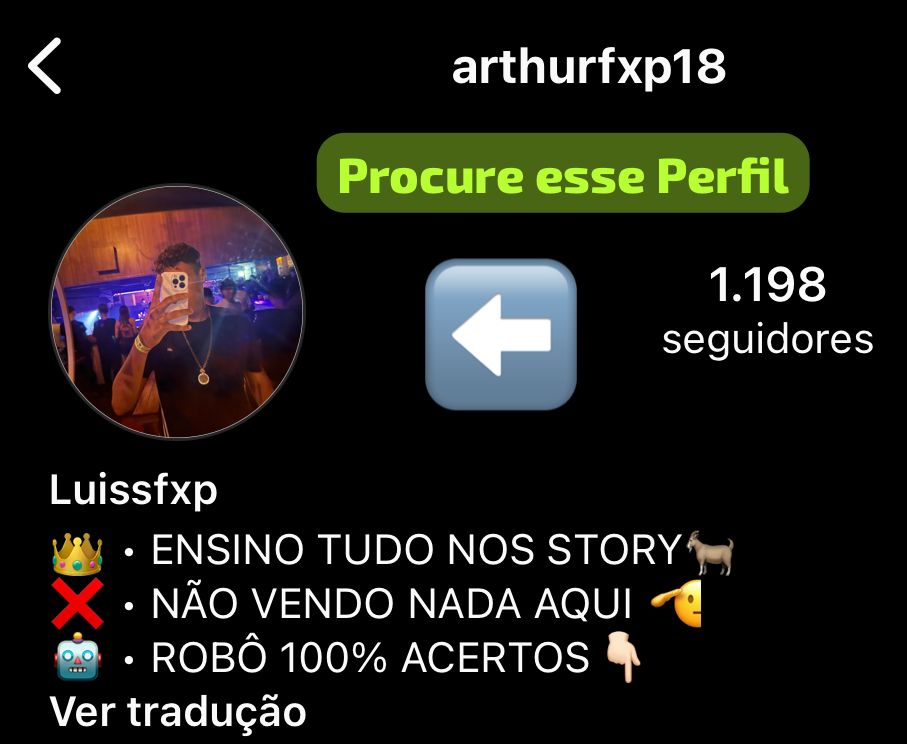 arthurfxp18
Procure esse Perfil
1.198
seguidores
Luissfxp
👑 • ENSINO TUDO NOS STORY🐐
❌ • NÃO VENDO NADA AQUI 🫡
🤖 • ROBÔ 100% ACERTOS 👇🏻
Ver tradução